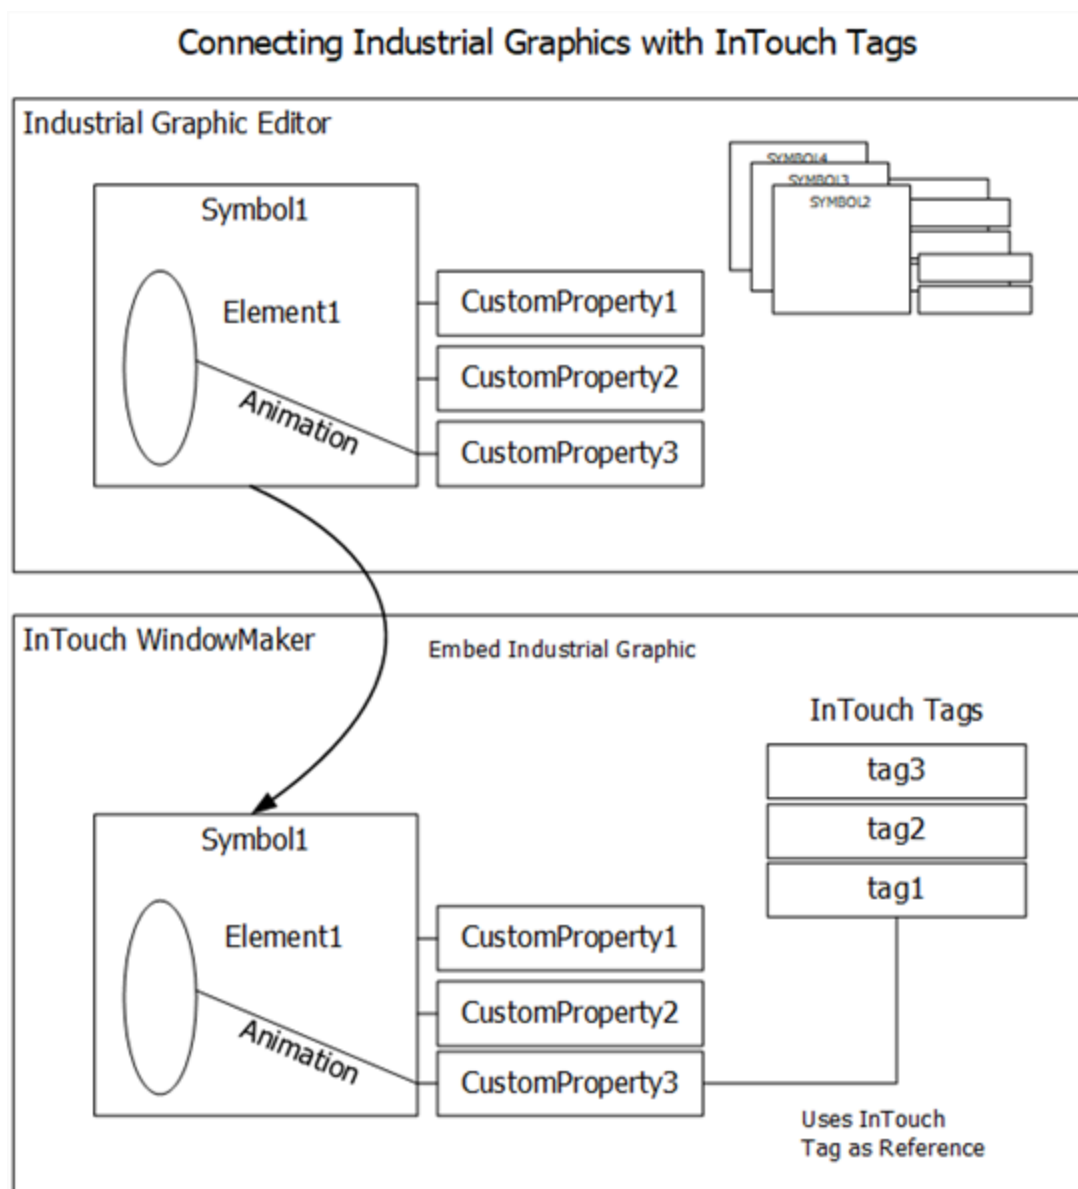 Connecting Industrial Graphics with InTouch Tags
Industrial Graphic Editor
SYMBOL4
SYMBOL3
SYMBOL2
Symbol1
Element1
Animation
CustomProperty1
CustomProperty2
CustomProperty3
InTouch WindowMaker
Embed Industrial Graphic
InTouch Tags
tag3
tag2
tag1
Symbol1
Element1
Animation
CustomProperty1
CustomProperty2
CustomProperty3
Uses InTouch
Tag as Reference